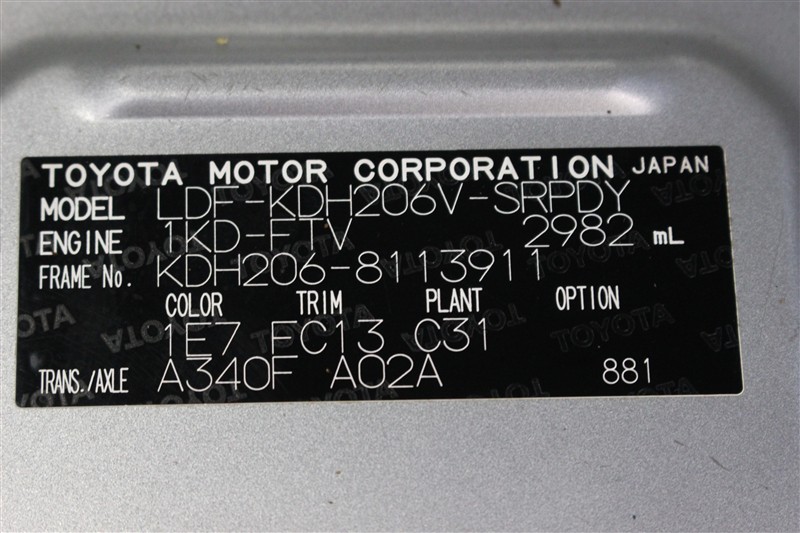 TOYOTA MOTOR CORPORATION JAPAN
MODEL LDF-KDH206V-SRPDY
ENGINE 1KD-FTV 2982 mL
FRAME No. KDH206-8113911
COLOR TRIM PLANT OPTION
1E7 FC13 C31
TRANS./AXLE A340F A02A 881